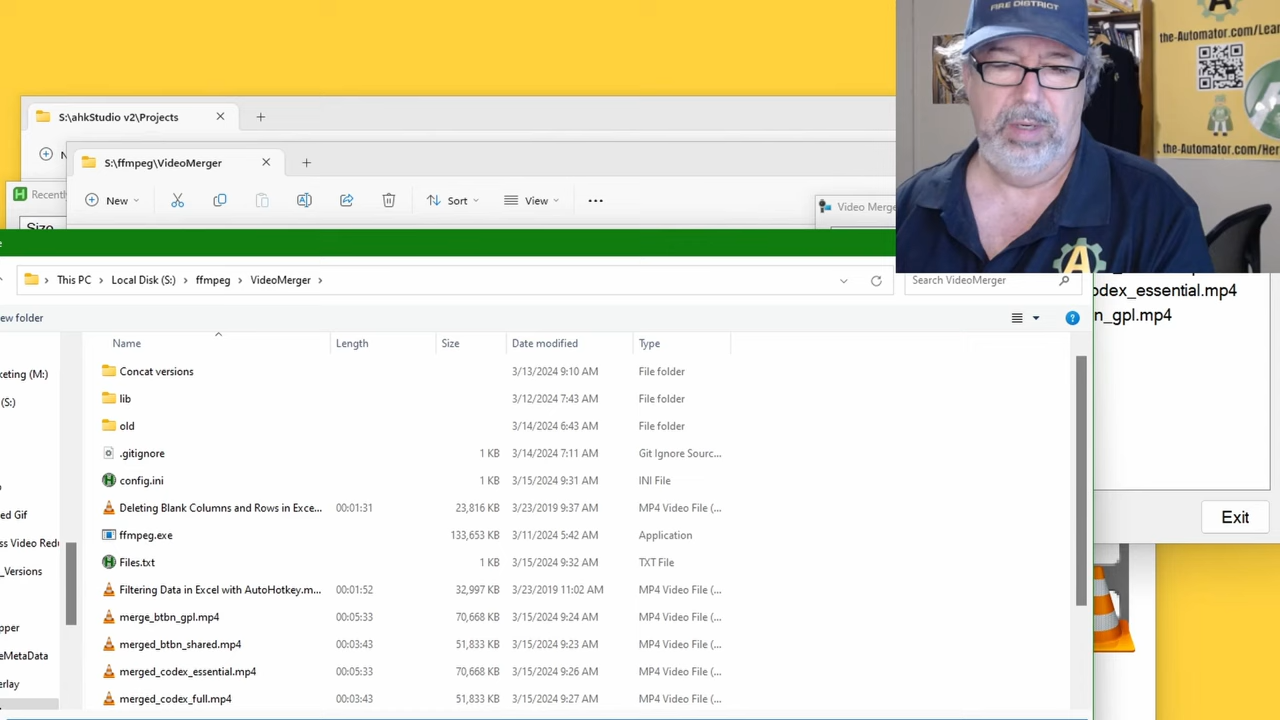 FIRE DISTRICT
the-Automator.com/Lear
the-Automator.com/Her
A
S:\ahkStudio v2\Projects
N
S:\ffmpeg\VideoMerger
Recently
New
Sort
View
Video Merge
Size
This PC > Local Disk (S:) > ffmpeg > VideoMerger >
Search VideoMerger
odex_essential.mp4
n_gpl.mp4
ew folder
Name Length Size Date modified Type
Concat versions 3/13/2024 9:10 AM File folder
keting (M:)
lib 3/12/2024 7:43 AM File folder
(S:)
old 3/14/2024 6:43 AM File folder
.gitignore 1 KB 3/14/2024 7:11 AM Git Ignore Sourc...
config.ini 1 KB 3/15/2024 9:31 AM INI File
ed Gif
Deleting Blank Columns and Rows in Exce... 00:01:31 23,816 KB 3/23/2019 9:37 AM MP4 Video File (...
Exit
ss Video Redu
ffmpeg.exe 133,653 KB 3/11/2024 5:42 AM Application
_Versions
Files.txt 1 KB 3/15/2024 9:32 AM TXT File
Filtering Data in Excel with AutoHotkey.m... 00:01:52 32,997 KB 3/23/2019 11:02 AM MP4 Video File (...
merge_btbn_gpl.mp4 00:05:33 70,668 KB 3/15/2024 9:24 AM MP4 Video File (...
pper
merged_btbn_shared.mp4 00:03:43 51,833 KB 3/15/2024 9:23 AM MP4 Video File (...
eMetaData
merged_codex_essential.mp4 00:05:33 70,668 KB 3/15/2024 9:26 AM MP4 Video File (...
erlay
merged_codex_full.mp4 00:03:43 51,833 KB 3/15/2024 9:27 AM MP4 Video File (...